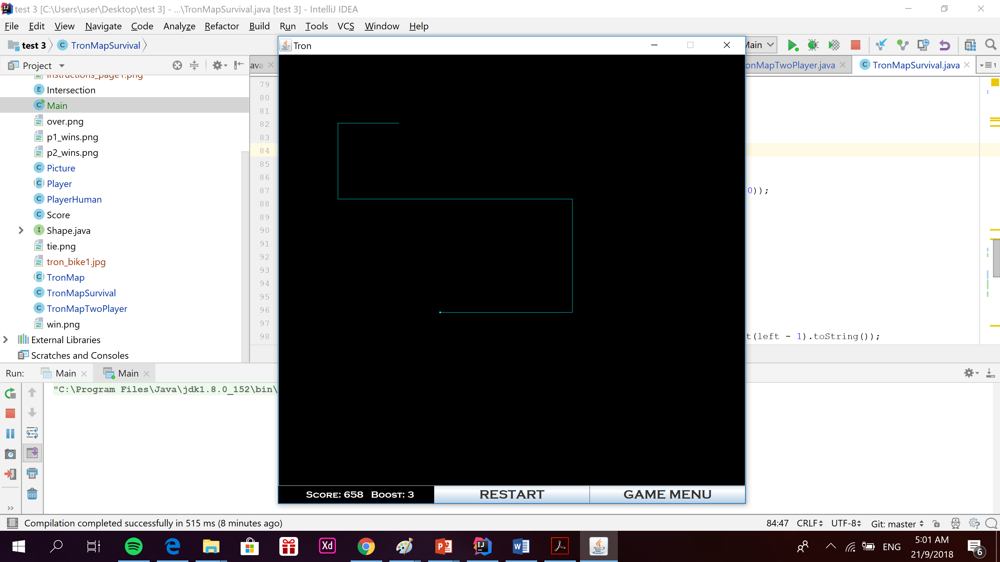 test 3 [C:\Users\user\Desktop\test 3] - ...\TronMapSurvival.java [test 3] - IntelliJ IDEA
File Edit View Navigate Code Analyze Refactor Build Run Tools VCS Window Help
test 3 TronMapSurvival
Tron
Main
Project
ava
onMapTwoPlayer.java
TronMapSurvival.java
1
instructions_page1.png
Intersection
Main
over.png
p1_wins.png
p2_wins.png
Picture
Player
PlayerHuman
Score
Shape.java
tie.png
tron_bike1.jpg
TronMap
TronMapSurvival
TronMapTwoPlayer
win.png
External Libraries
Scratches and Consoles
79
80
81
82
83
84
85
86
87
88
89
90
91
92
93
94
95
96
97
98
0));
t(left - 1).toString());
SCORE: 658 BOOST: 3
RESTART
GAME MENU
Run: Main Main
"C:\Program Files\Java\jdk1.8.0_152\bin\
Compilation completed successfully in 515 ms (8 minutes ago)
84:47 CRLF UTF-8 Git: master
ENG
5:01 AM
21/9/2018
6